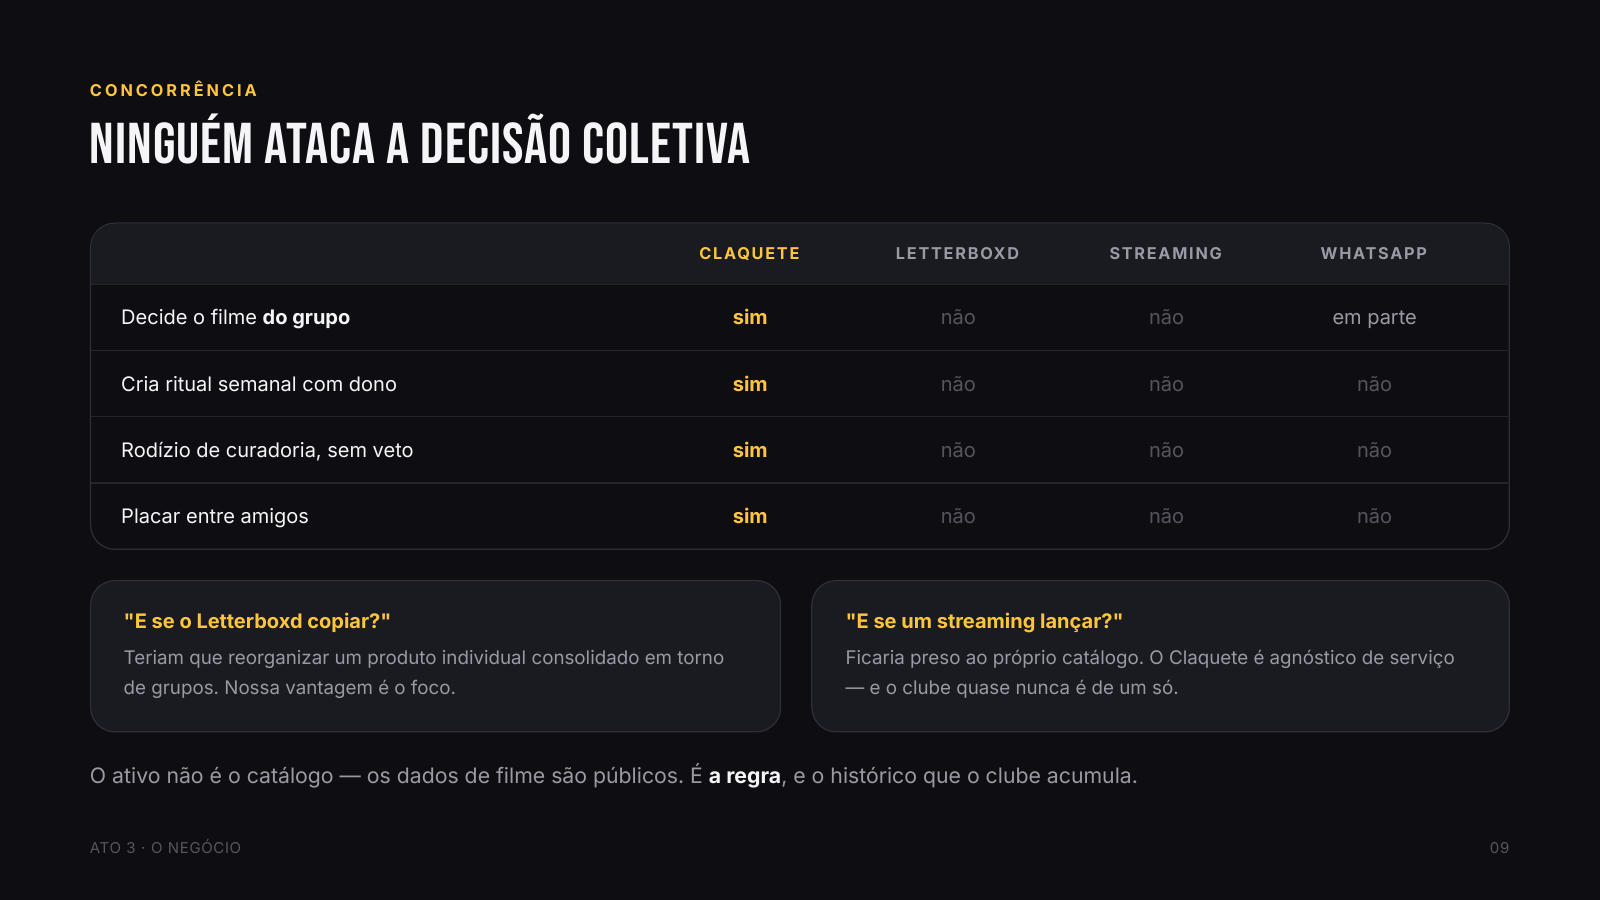 CONCORRÊNCIA
NINGUÉM ATACA A DECISÃO COLETIVA
CLAQUETE LETTERBOXD STREAMING WHATSAPP
Decide o filme do grupo sim não não em parte
Cria ritual semanal com dono sim não não não
Rodízio de curadoria, sem veto sim não não não
Placar entre amigos sim não não não
"E se o Letterboxd copiar?"
Teriam que reorganizar um produto individual consolidado em torno
de grupos. Nossa vantagem é o foco.
"E se um streaming lançar?"
Ficaria preso ao próprio catálogo. O Claquete é agnóstico de serviço
— e o clube quase nunca é de um só.
O ativo não é o catálogo — os dados de filme são públicos. É a regra, e o histórico que o clube acumula.
ATO 3 · O NEGÓCIO
09